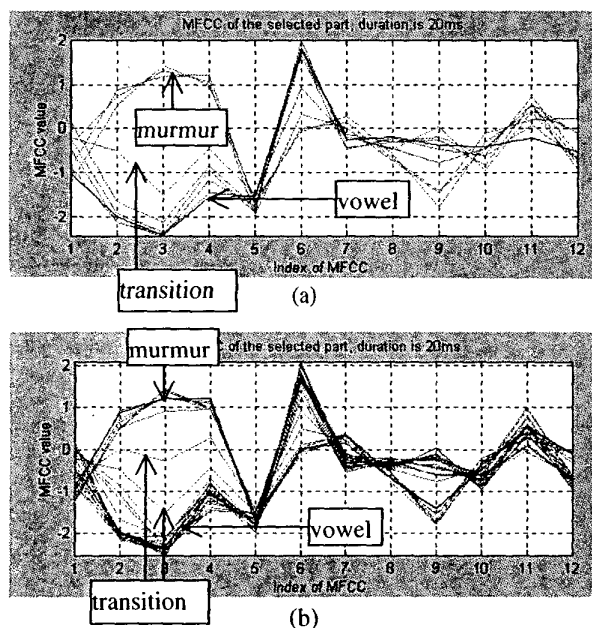 MFCC of the selected part, duration is 20ms
MFCC value
2
1
0
-1
2
murmur
vowel
transition
1 2 3 4 5 6 7 8 9 10 11 12
Index of MFCC
(a)
murmur
of the selected part, duration is 20ms
MFCC value
2
1
0
-1
-2
vowel
transition
1 2 3 4 5 6 7 8 9 10 11 12
Index of MFCC
(b)